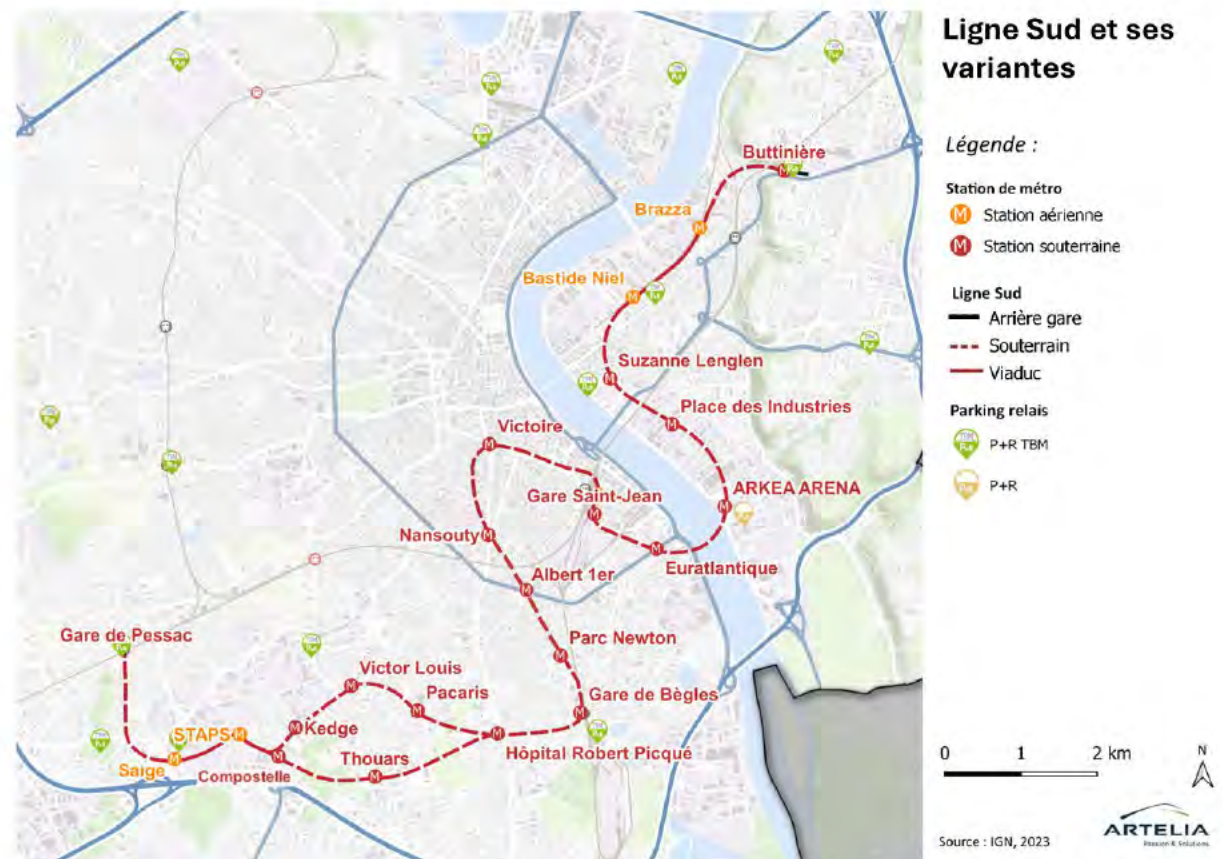 Ligne Sud et ses
variantes
Légende :
Station de métro
M Station aérienne
M Station souterraine
Ligne Sud
Arrière gare
Souterrain
Viaduc
Parking relais
P+R TBM
P+R
0 1 2 km
N
Source : IGN, 2023
ARTELIA
Passion & Solutions
Buttinière
Brazza
Bastide Niel
Suzanne Lenglen
Place des Industries
Victoire
ARKEA ARENA
Gare Saint-Jean
Nansouty
Euratlantique
Albert 1er
Gare de Pessac
Parc Newton
Victor Louis
Pacaris
Gare de Bègles
Kedge
STAPS
Hôpital Robert Picqué
Thouars
Saige
Compostelle